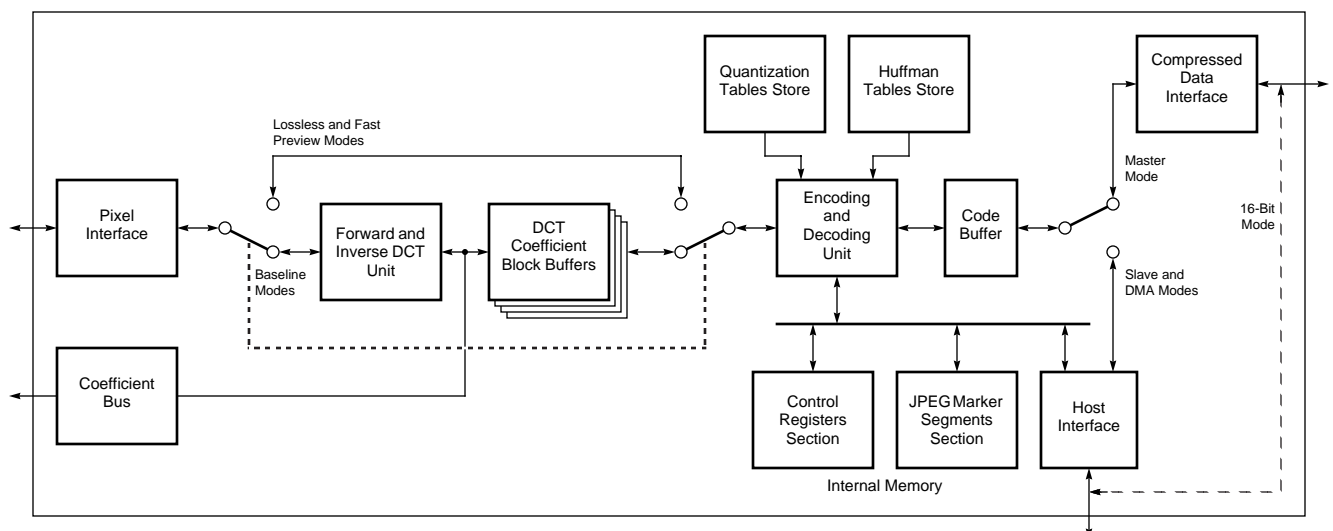 Quantization
Tables Store
Huffman
Tables Store
Compressed
Data
Interface
Lossless and Fast
Preview Modes
Master
Mode
16-Bit
Mode
Pixel
Interface
Baseline
Modes
Forward and
Inverse DCT
Unit
DCT
Coefficient
Block Buffers
Encoding
and
Decoding
Unit
Code
Buffer
Slave and
DMA Modes
Coefficient
Bus
Control
Registers
Section
JPEG Marker
Segments
Section
Host
Interface
Internal Memory